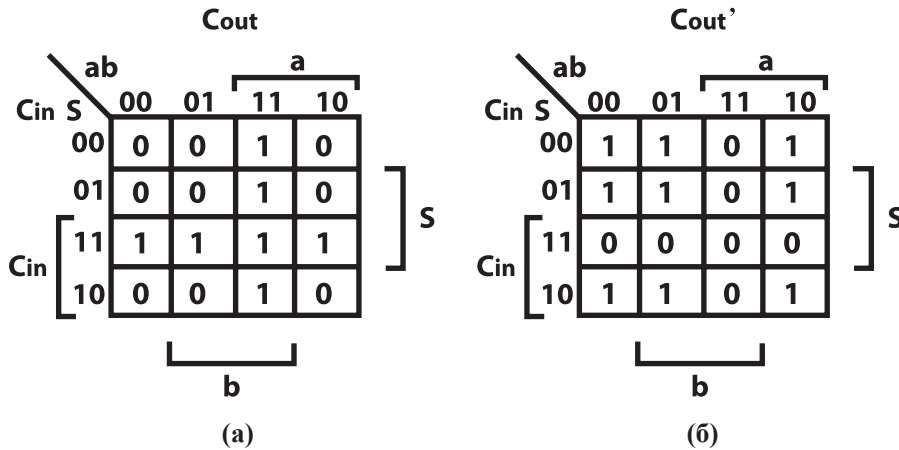 Cout
Cout’
ab
a
Cin S
00 01 11 10
00 0 0 1 0
01 0 0 1 0
11 1 1 1 1
10 0 0 1 0
S
Cin
b
(а)
ab
a
Cin S
00 01 11 10
00 1 1 0 1
01 1 1 0 1
11 0 0 0 0
10 1 1 0 1
S
Cin
b
(б)